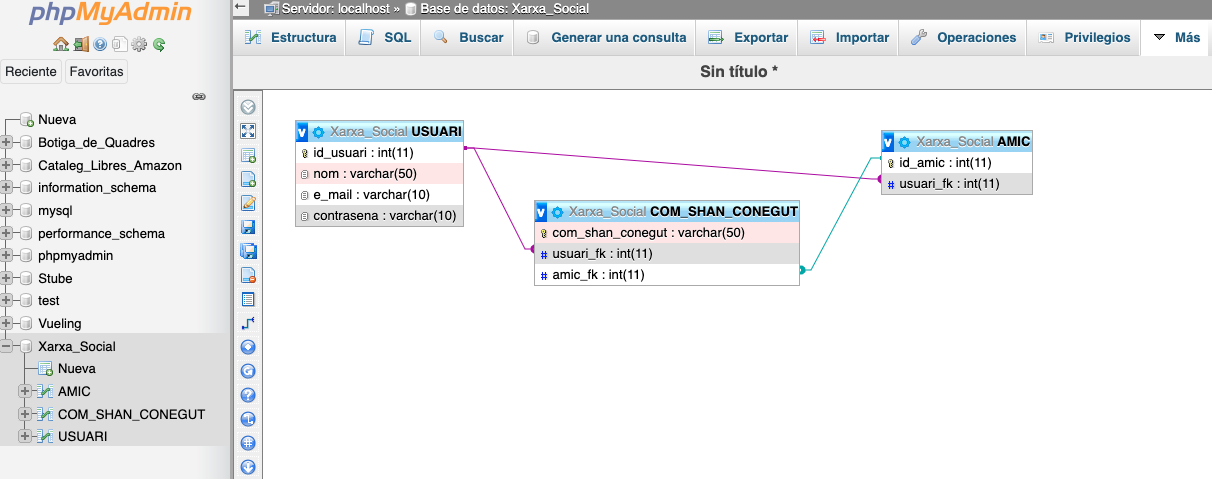 phpMyAdmin
Reciente Favoritas
Nueva
Botiga_de_Quadres
Cataleg_Libres_Amazon
information_schema
mysql
performance_schema
phpmyadmin
Stube
test
Vueling
Xarxa_Social
Nueva
AMIC
COM_SHAN_CONEGUT
USUARI
Servidor: localhost » Base de datos: Xarxa_Social
Estructura SQL Buscar Generar una consulta Exportar Importar Operaciones Privilegios Más
Sin título *
v Xarxa_Social USUARI
id_usuari : int(11)
nom : varchar(50)
e_mail : varchar(10)
contrasena : varchar(10)
v Xarxa_Social COM_SHAN_CONEGUT
com_shan_conegut : varchar(50)
# usuari_fk : int(11)
# amic_fk : int(11)
v Xarxa_Social AMIC
id_amic : int(11)
# usuari_fk : int(11)